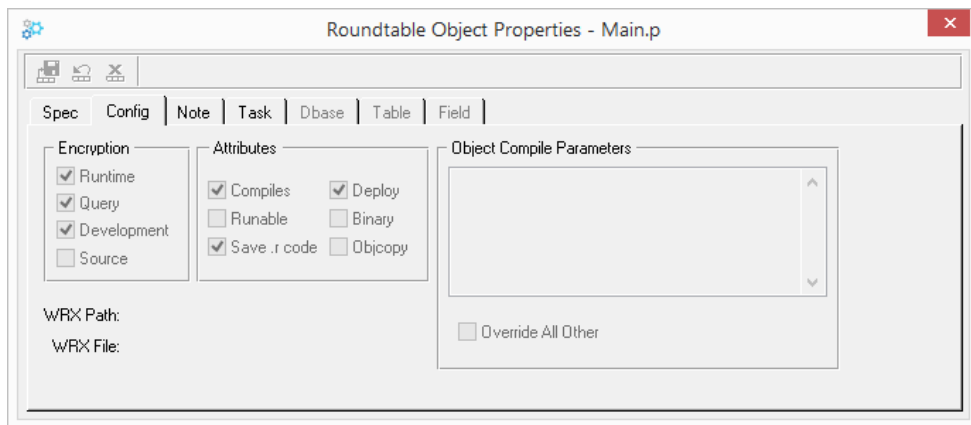 Roundtable Object Properties - Main.p
Spec Config Note Task Dbase Table Field
Encryption Attributes Object Compile Parameters
Runtime
Compiles Deploy
Query
Runable Binary
Development
Save .r code Objcopy
Source
WRX Path:
Override All Other
WRX File: